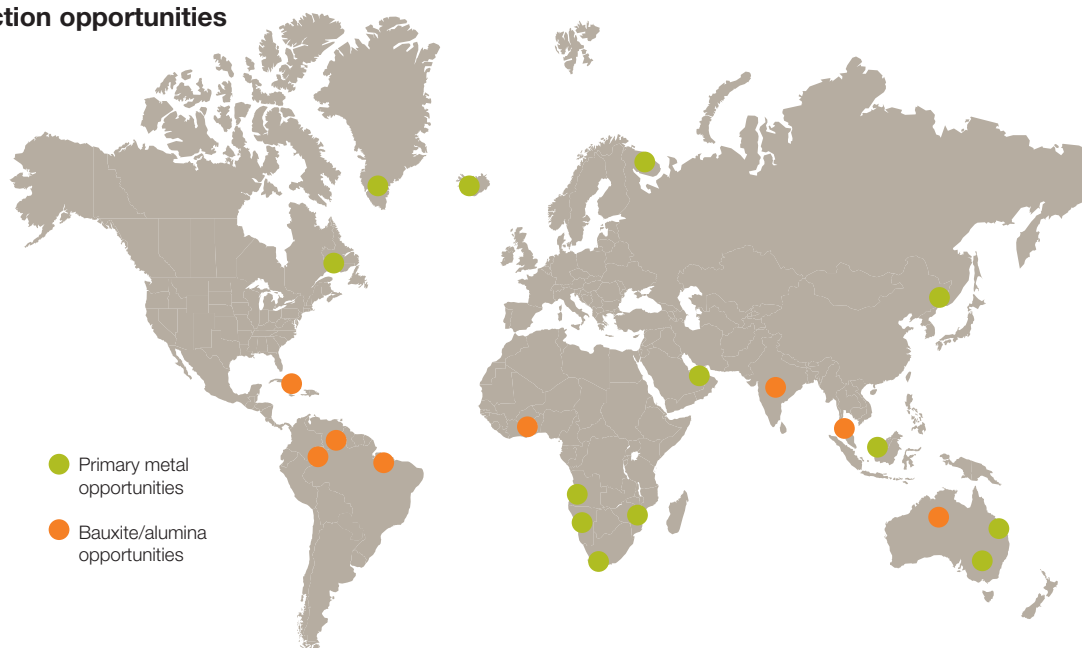 ction opportunities
Primary metal
opportunities
Bauxite/alumina
opportunities